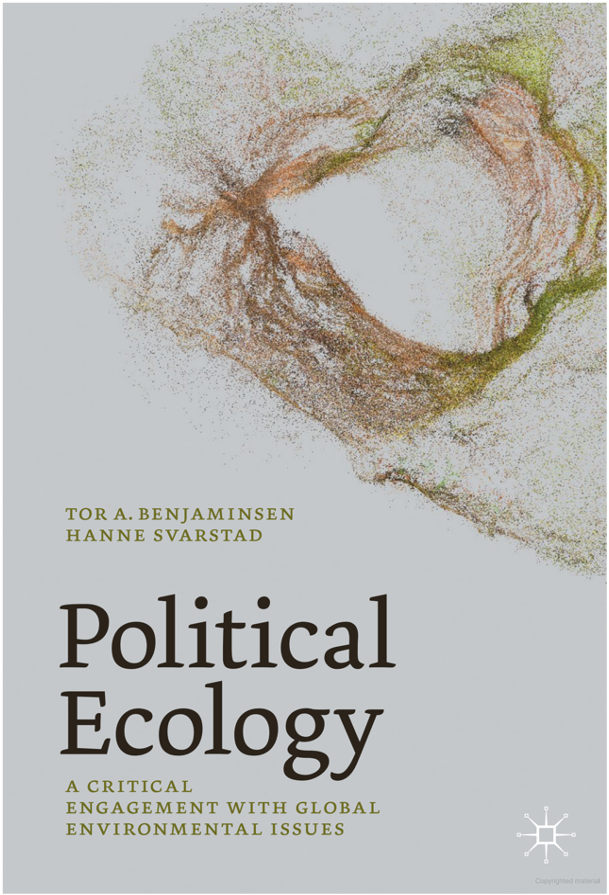 TOR A. BENJAMINSEN
HANNE SVARSTAD
Political
Ecology
A CRITICAL
ENGAGEMENT WITH GLOBAL
ENVIRONMENTAL ISSUES
Copyrighted material